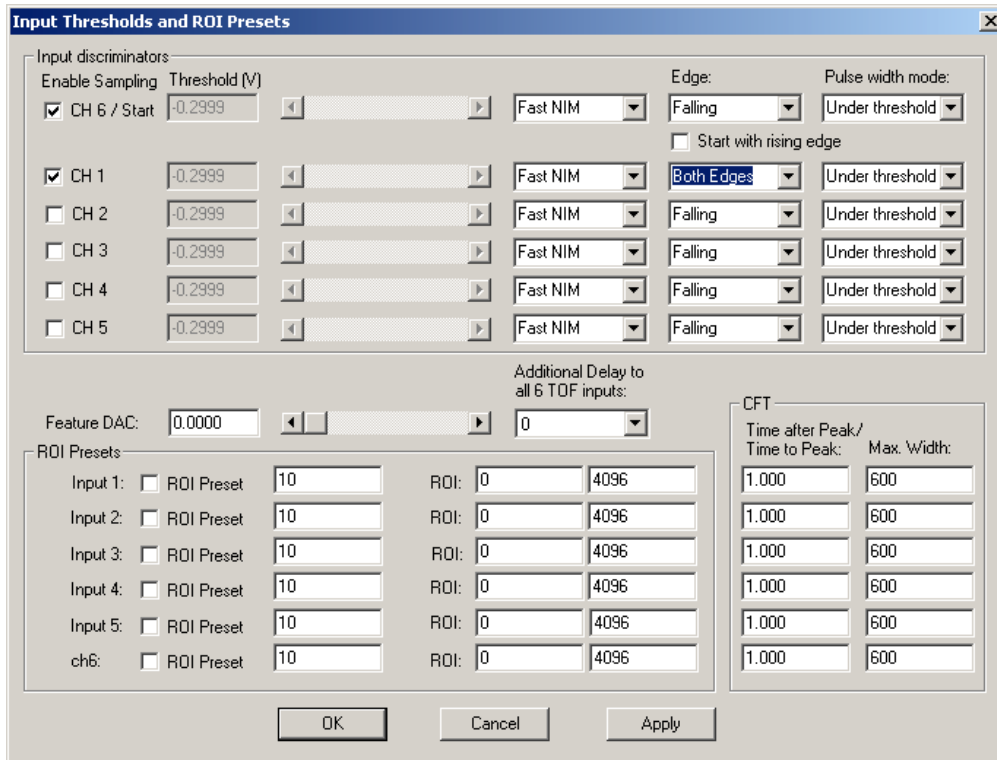 Input Thresholds and ROI Presets
Input discriminators
Enable Sampling Threshold (V) Edge: Pulse width mode:
CH 6 / Start -0.2999 Fast NIM Falling Under threshold
Start with rising edge
CH 1 -0.2999 Fast NIM Both Edges Under threshold
CH 2 -0.2999 Fast NIM Falling Under threshold
CH 3 -0.2999 Fast NIM Falling Under threshold
CH 4 -0.2999 Fast NIM Falling Under threshold
CH 5 -0.2999 Fast NIM Falling Under threshold
Additional Delay to
all 6 TOF inputs:
Feature DAC: 0.0000 0
CFT
Time after Peak/
Time to Peak: Max. Width:
ROI Presets
Input 1: ROI Preset 10 ROI: 0 4096 1.000 600
Input 2: ROI Preset 10 ROI: 0 4096 1.000 600
Input 3: ROI Preset 10 ROI: 0 4096 1.000 600
Input 4: ROI Preset 10 ROI: 0 4096 1.000 600
Input 5: ROI Preset 10 ROI: 0 4096 1.000 600
ch6: ROI Preset 10 ROI: 0 4096 1.000 600
OK Cancel Apply